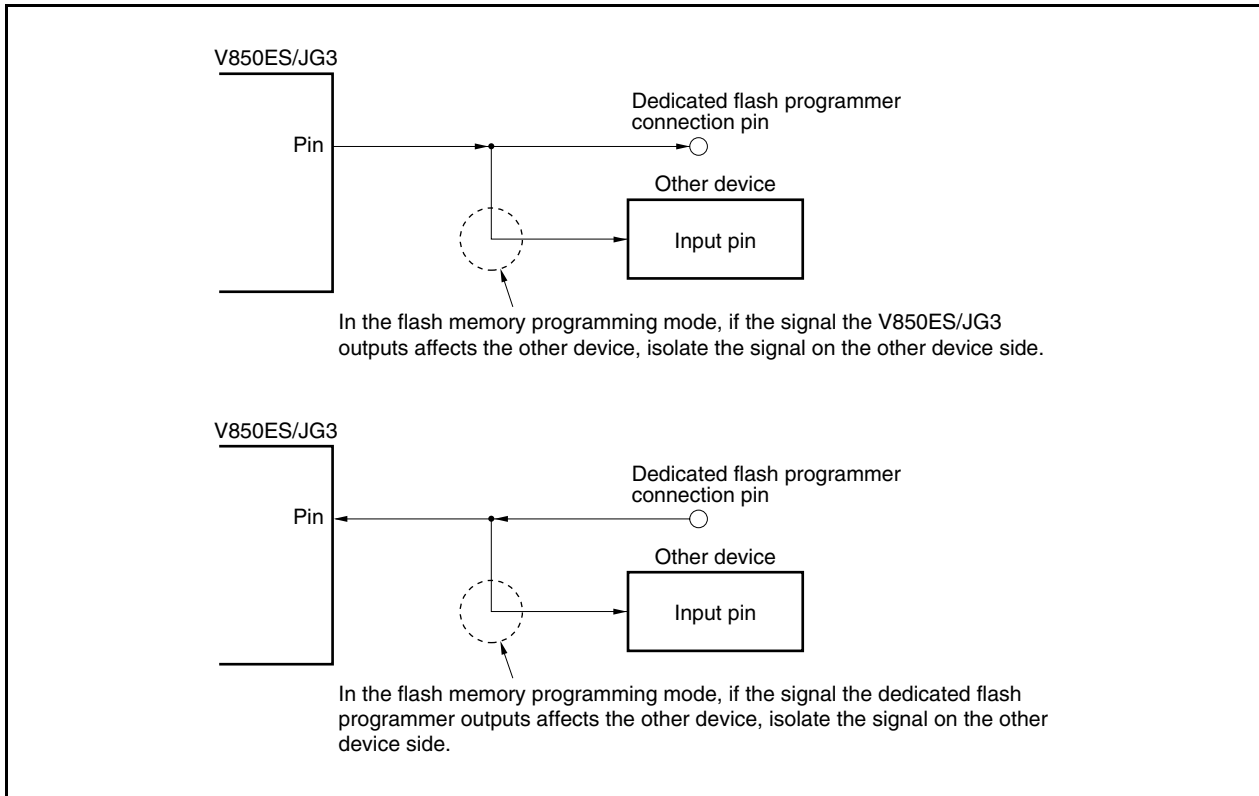 V850ES/JG3
Dedicated flash programmer
connection pin
Pin
Other device
Input pin
In the flash memory programming mode, if the signal the V850ES/JG3
outputs affects the other device, isolate the signal on the other device side.
V850ES/JG3
Dedicated flash programmer
connection pin
Pin
Other device
Input pin
In the flash memory programming mode, if the signal the dedicated flash
programmer outputs affects the other device, isolate the signal on the other
device side.